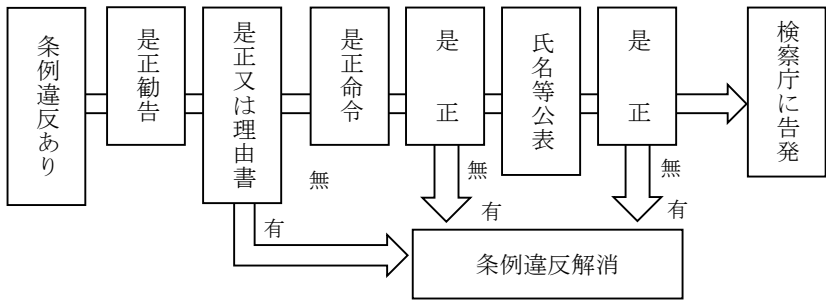 条例違反あり
是正勧告
是正又は理由書
是正命令
是正
氏名等公表
是正
検察庁に告発
無
無
無
有
有
有
条例違反解消